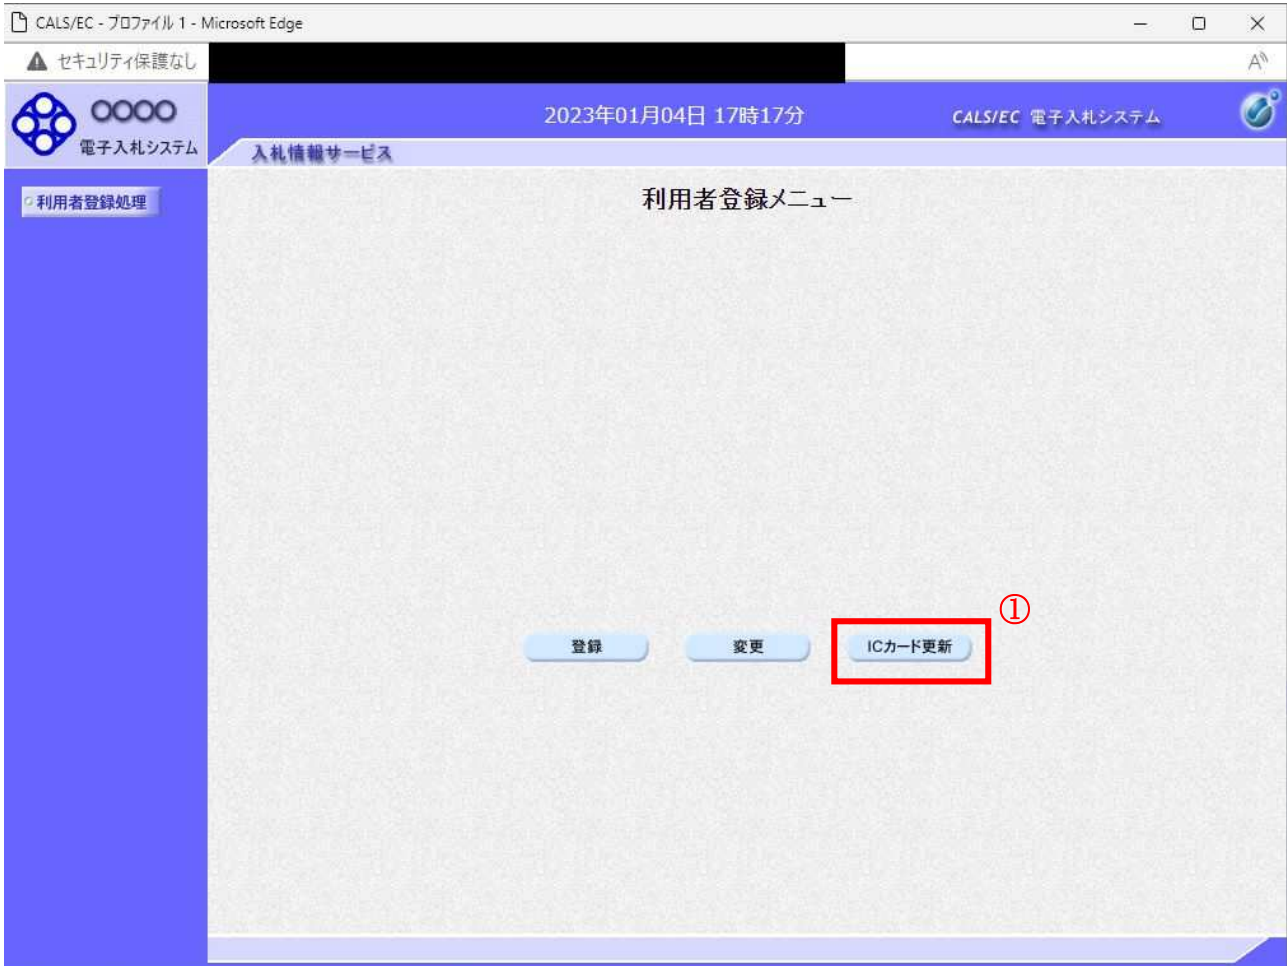 CALS/EC - プロファイル 1 - Microsoft Edge
セキュリティ保護なし
A
○○○○
電子入札システム
2023年01月04日 17時17分
CALS/EC 電子入札システム
入札情報サービス
利用者登録処理
利用者登録メニュー
①
登録 変更 ICカード更新